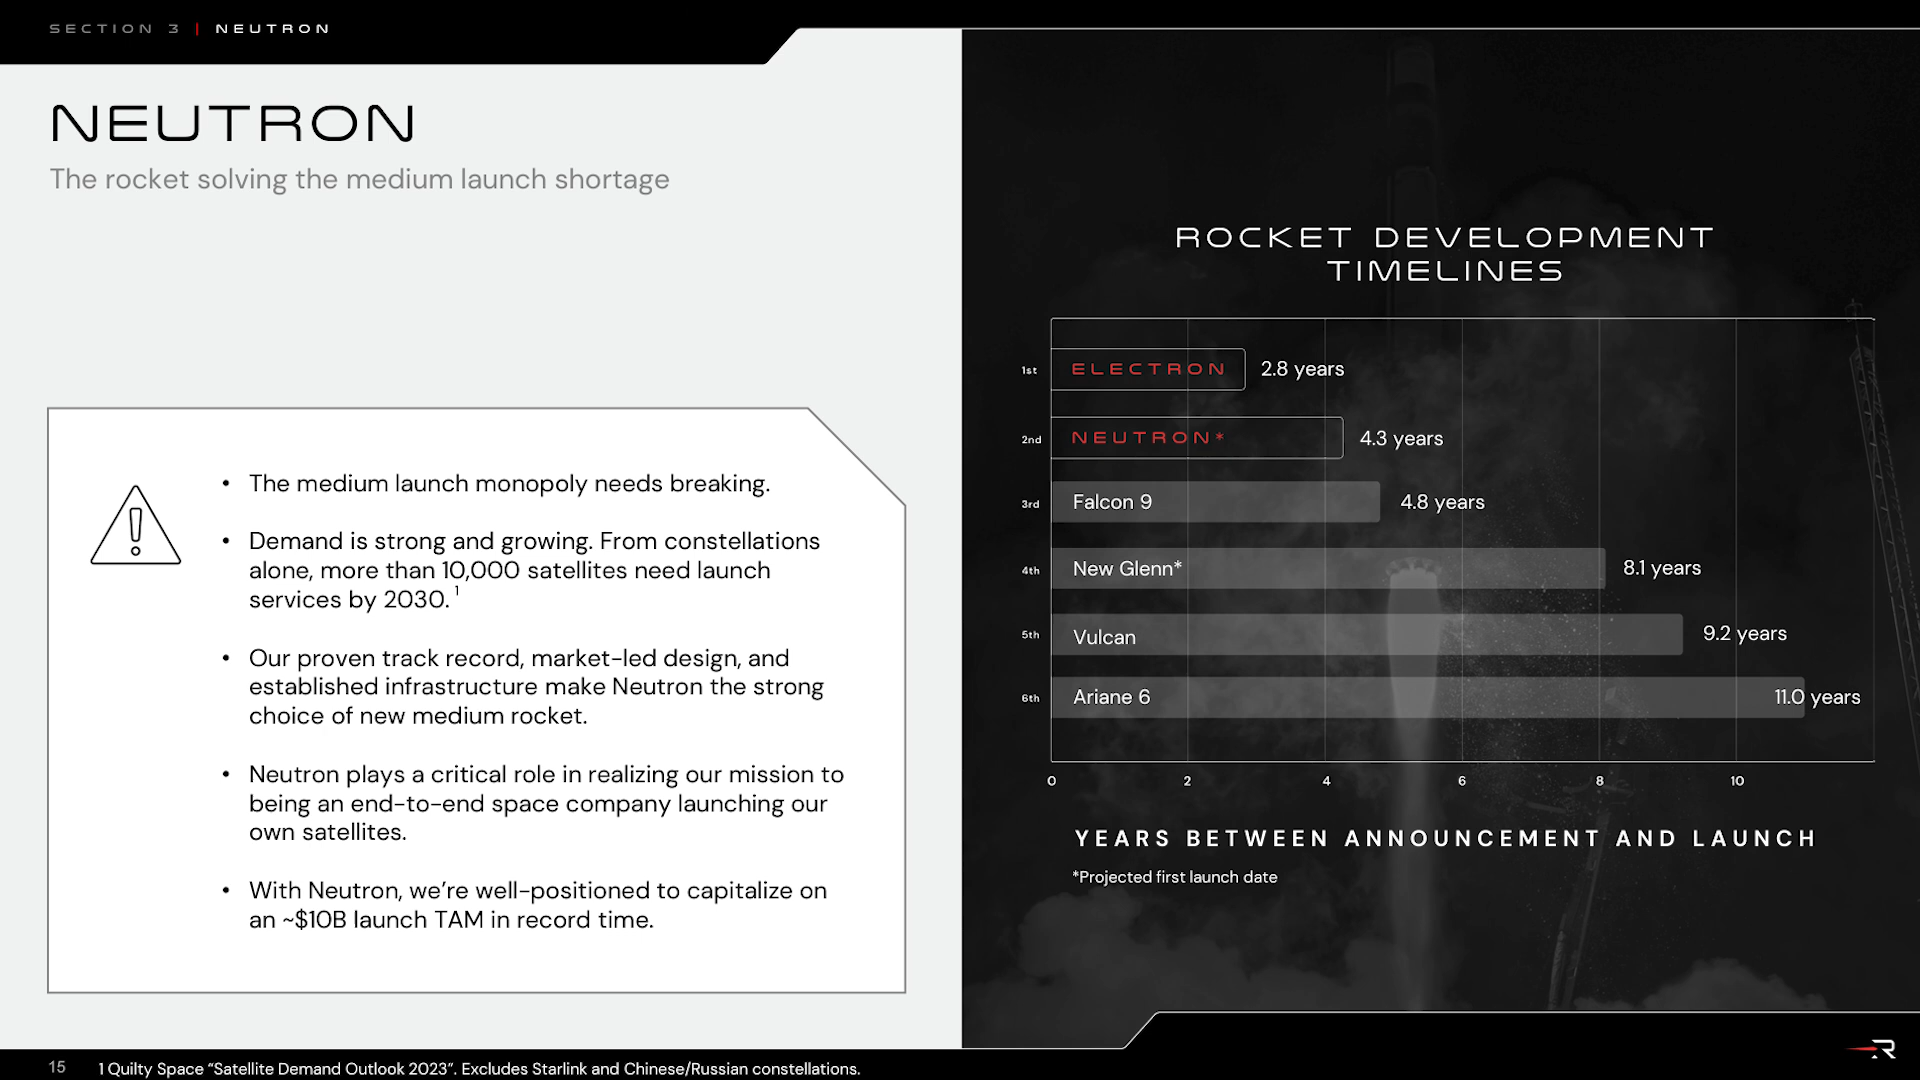 SECTION 3 | NEUTRON
NEUTRON
The rocket solving the medium launch shortage
• The medium launch monopoly needs breaking.
• Demand is strong and growing. From constellations
alone, more than 10,000 satellites need launch
services by 2030. 1
• Our proven track record, market-led design, and
established infrastructure make Neutron the strong
choice of new medium rocket.
• Neutron plays a critical role in realizing our mission to
being an end-to-end space company launching our
own satellites.
• With Neutron, we're well-positioned to capitalize on
an ~$10B launch TAM in record time.
ROCKET DEVELOPMENT
TIMELINES
1st ELECTRON 2.8 years
2nd NEUTRON* 4.3 years
3rd Falcon 9 4.8 years
4th New Glenn* 8.1 years
5th Vulcan 9.2 years
6th Ariane 6 11.0 years
0 2 4 6 8 10
YEARS BETWEEN ANNOUNCEMENT AND LAUNCH
*Projected first launch date
15 1 Quilty Space “Satellite Demand Outlook 2023”. Excludes Starlink and Chinese/Russian constellations.
R